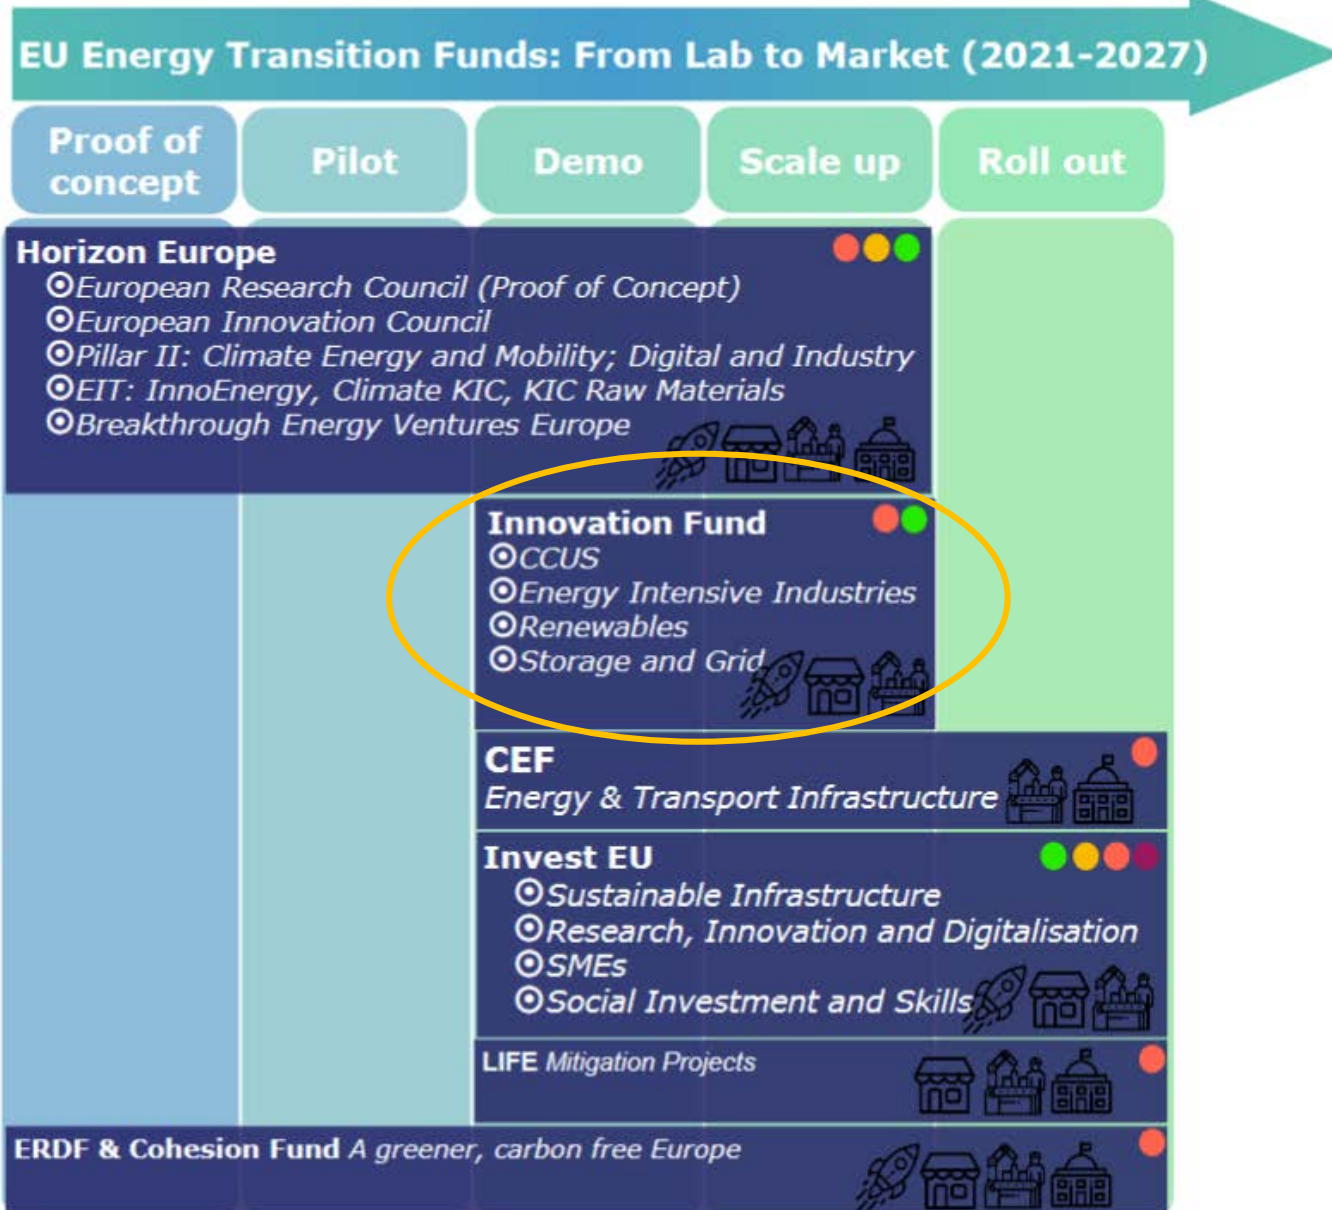 EU Energy Transition Funds: From Lab to Market (2021-2027)
Proof of
concept
Pilot
Demo
Scale up
Roll out
Horizon Europe
European Research Council (Proof of Concept)
European Innovation Council
Pillar II: Climate Energy and Mobility; Digital and Industry
EIT: InnoEnergy, Climate KIC, KIC Raw Materials
Breakthrough Energy Ventures Europe
Innovation Fund
CCUS
Energy Intensive Industries
Renewables
Storage and Grid
CEF
Energy & Transport Infrastructure
Invest EU
Sustainable Infrastructure
Research, Innovation and Digitalisation
SMEs
Social Investment and Skills
LIFE Mitigation Projects
ERDF & Cohesion Fund A greener, carbon free Europe